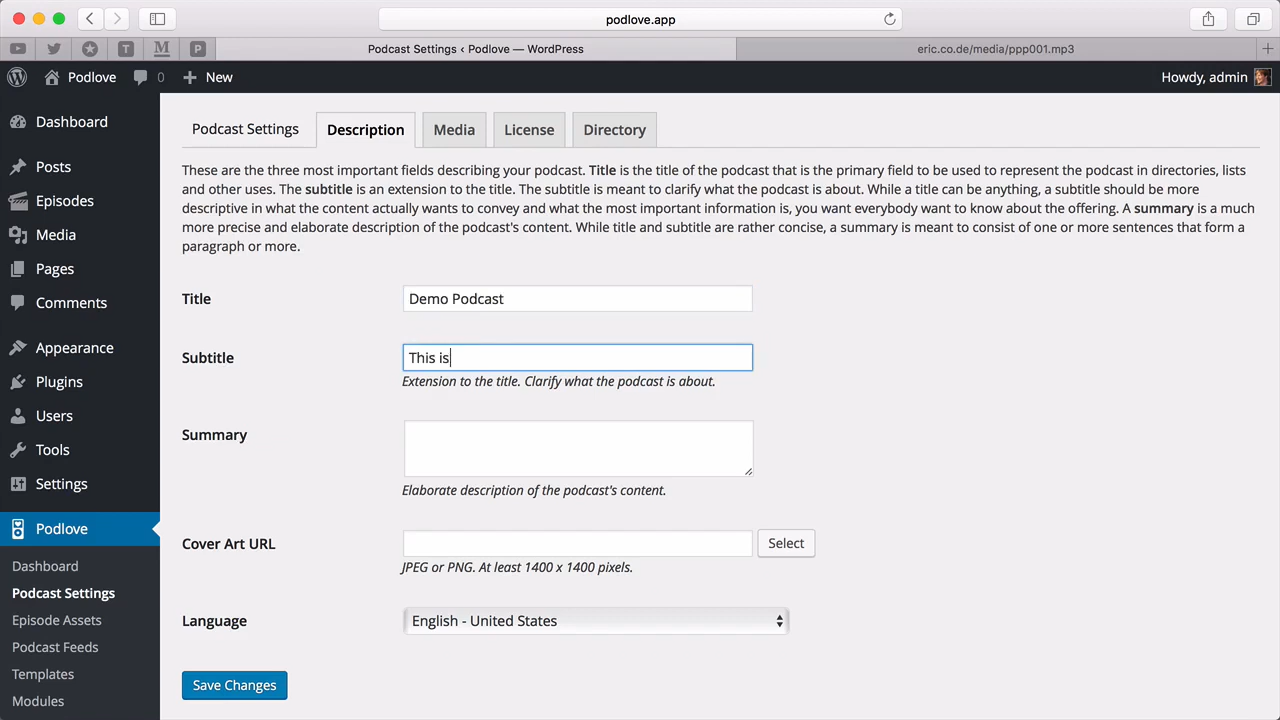 podlove.app
Podcast Settings ‹ Podlove — WordPress
eric.co.de/media/ppp001.mp3
Podlove
0
New
Howdy, admin
Dashboard
Posts
Episodes
Media
Pages
Comments
Appearance
Plugins
Users
Tools
Settings
Podlove
Dashboard
Podcast Settings
Episode Assets
Podcast Feeds
Templates
Modules
Podcast Settings
Description
Media
License
Directory
These are the three most important fields describing your podcast. Title is the title of the podcast that is the primary field to be used to represent the podcast in directories, lists
and other uses. The subtitle is an extension to the title. The subtitle is meant to clarify what the podcast is about. While a title can be anything, a subtitle should be more
descriptive in what the content actually wants to convey and what the most important information is, you want everybody want to know about the offering. A summary is a much
more precise and elaborate description of the podcast's content. While title and subtitle are rather concise, a summary is meant to consist of one or more sentences that form a
paragraph or more.
Title
Demo Podcast
Subtitle
This is
Extension to the title. Clarify what the podcast is about.
Summary
Elaborate description of the podcast's content.
Cover Art URL
Select
JPEG or PNG. At least 1400 x 1400 pixels.
Language
English - United States
Save Changes